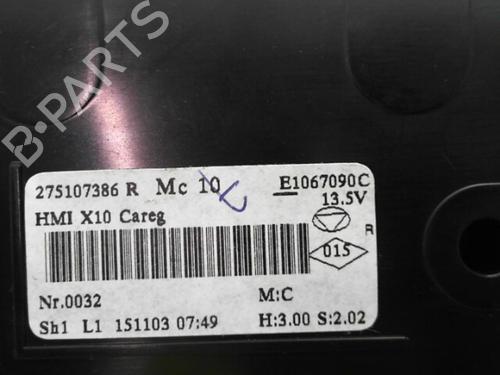 B-PARTS
275107386 R Mc 10 E1067090C
13.5V
HMI X10 Careg
R
015
Nr.0032 M:C
Sh1 L1 151103 07:49 H:3.00 S:2.02